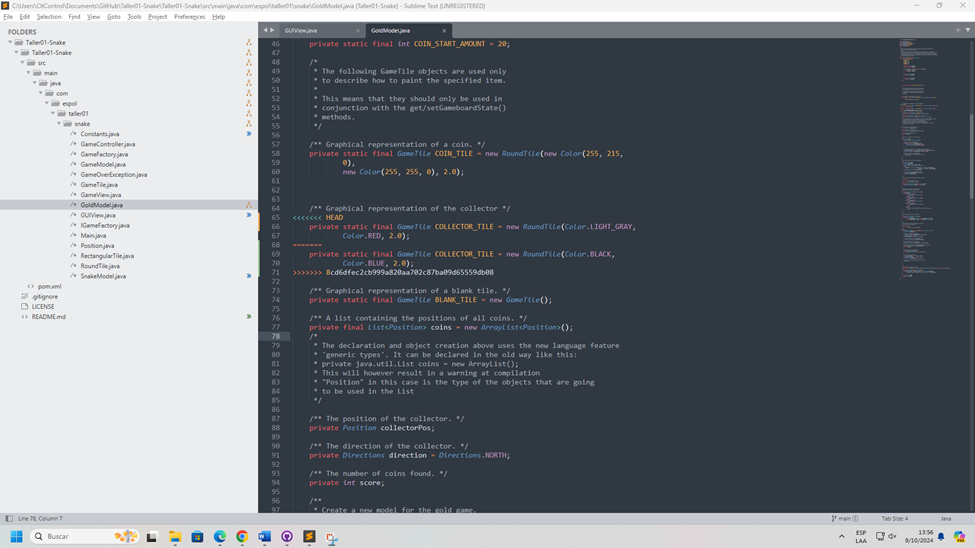 C:\Users\CltControl\Documents\GitHub\Taller01-Snake\Taller01-Snake\src\main\java\com\espol\taller01\snake\GoldModel.java (Taller01-Snake) - Sublime Text (UNREGISTERED)
File Edit Selection Find View Goto Tools Project Preferences Help
FOLDERS
Taller01-Snake
Taller01-Snake
src
main
java
com
espol
taller01
snake
Constants.java
GameController.java
GameFactory.java
GameModel.java
GameOverException.java
GameTile.java
GameView.java
GoldModel.java
GUIView.java
IGameFactory.java
Main.java
Position.java
RectangularTile.java
RoundTile.java
SnakeModel.java
pom.xml
.gitignore
LICENSE
README.md
GUIView.java GoldModel.java
46 private static final int COIN_START_AMOUNT = 20;
47
48 /*
49 * The following GameTile objects are used only
50 * to describe how to paint the specified item.
51 *
52 * This means that they should only be used in
53 * conjunction with the get/setGameboardState()
54 * methods.
55 */
56
57 /** Graphical representation of a coin. */
58 private static final GameTile COIN_TILE = new RoundTile(new Color(255, 215,
59 0),
60 new Color(255, 255, 0), 2.0);
61
62
63
64 /** Graphical representation of the collector */
65 <<<<<<< HEAD
66 private static final GameTile COLLECTOR_TILE = new RoundTile(Color.LIGHT_GRAY,
67 Color.RED, 2.0);
68 =======
69 private static final GameTile COLLECTOR_TILE = new RoundTile(Color.BLACK,
70 Color.BLUE, 2.0);
71 >>>>>>> 8cd6dfec2cb999a820aa702c87ba09d65559db08
72
73 /** Graphical representation of a blank tile. */
74 private static final GameTile BLANK_TILE = new GameTile();
75
76 /** A list containing the positions of all coins. */
77 private final List<Position> coins = new ArrayList<Position>();
78 /*
79 * The declaration and object creation above uses the new language feature
80 * 'generic types'. It can be declared in the old way like this:
81 * private java.util.List coins = new ArrayList();
82 * This will however result in a warning at compilation
83 * "Position" in this case is the type of the objects that are going
84 * to be used in the List
85 */
86
87 /** The position of the collector. */
88 private Position collectorPos;
89
90 /** The direction of the collector. */
91 private Directions direction = Directions.NORTH;
92
93 /** The number of coins found. */
94 private int score;
95
96 /**
97 * Create a new model for the gold game.
Line 78, Column 7 main Tab Size: 4 Java
Buscar ESP LAA 13:56 9/10/2024